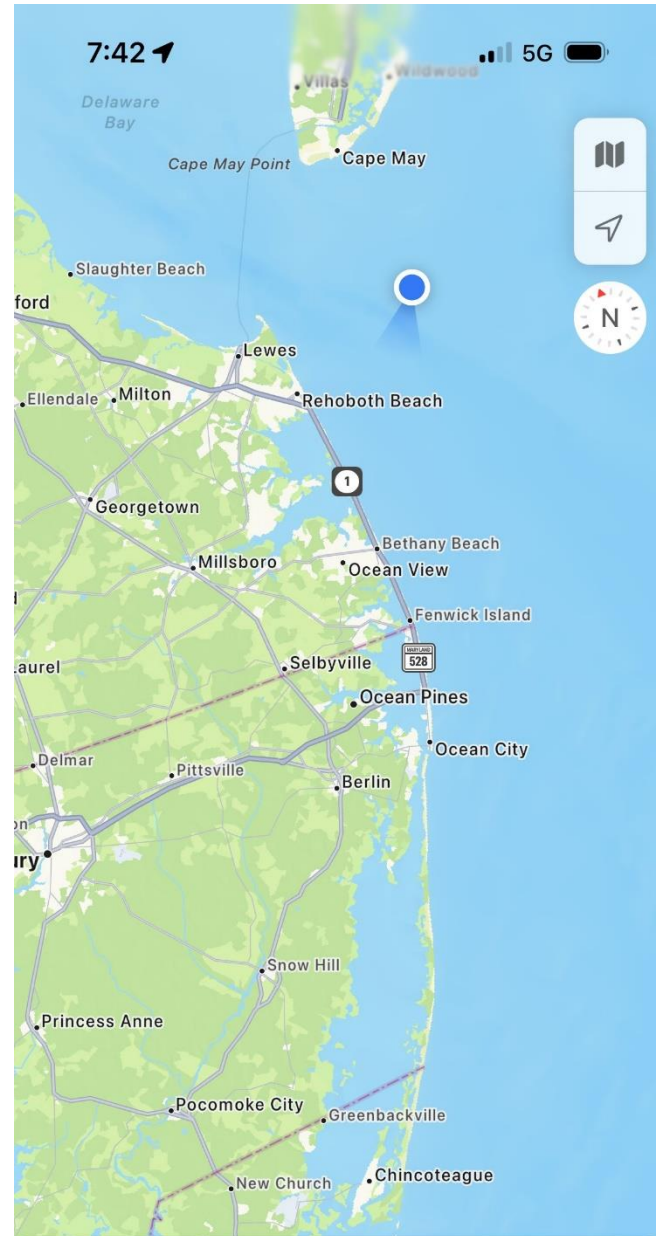 7:42
5G
Villas
Wildwood
Delaware
Bay
Cape May Point
Cape May
Slaughter Beach
ford
N
Lewes
Ellendale
Milton
Rehoboth Beach
1
Georgetown
Bethany Beach
Millsboro
Ocean View
Fenwick Island
MARYLAND
528
Selbyville
Laurel
Ocean Pines
Ocean City
Delmar
Pittsville
Berlin
on
ury
Snow Hill
Princess Anne
Pocomoke City
Greenbackville
Chincoteague
New Church